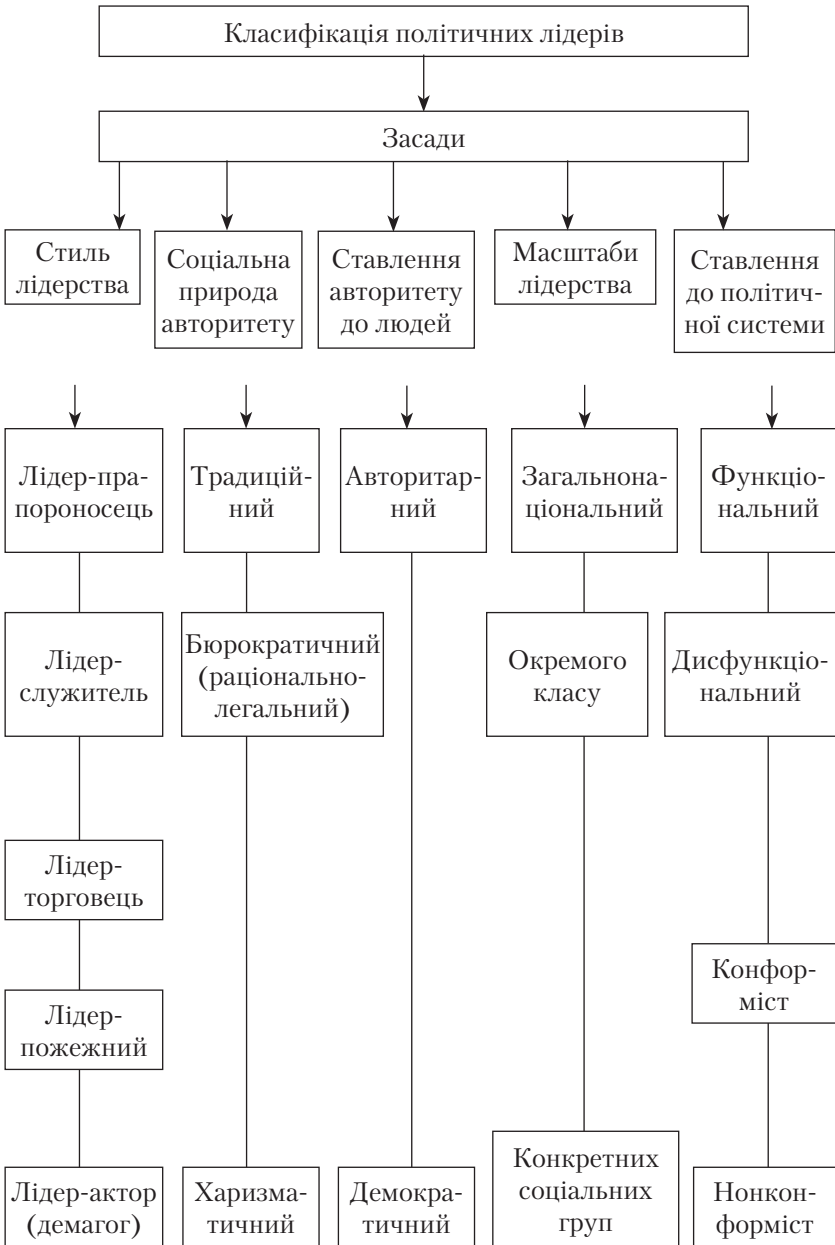 Класифікація політичних лідерів
Засади
Стиль
лідерства
Соціальна
природа
авторитету
Ставлення
авторитету
до людей
Масштаби
лідерства
Ставлення
до політич-
ної системи
Лідер-пра-
пороносець
Традицій-
ний
Авторитар-
ний
Загальнона-
ціональний
Функціо-
нальний
Лідер-
служитель
Бюрократичний
(раціонально-
легальний)
Окремого
класу
Дисфункціо-
нальний
Лідер-
торговець
Конфор-
міст
Лідер-
пожежний
Лідер-актор
(демагог)
Харизма-
тичний
Демокра-
тичний
Конкретних
соціальних
груп
Нонкон-
форміст